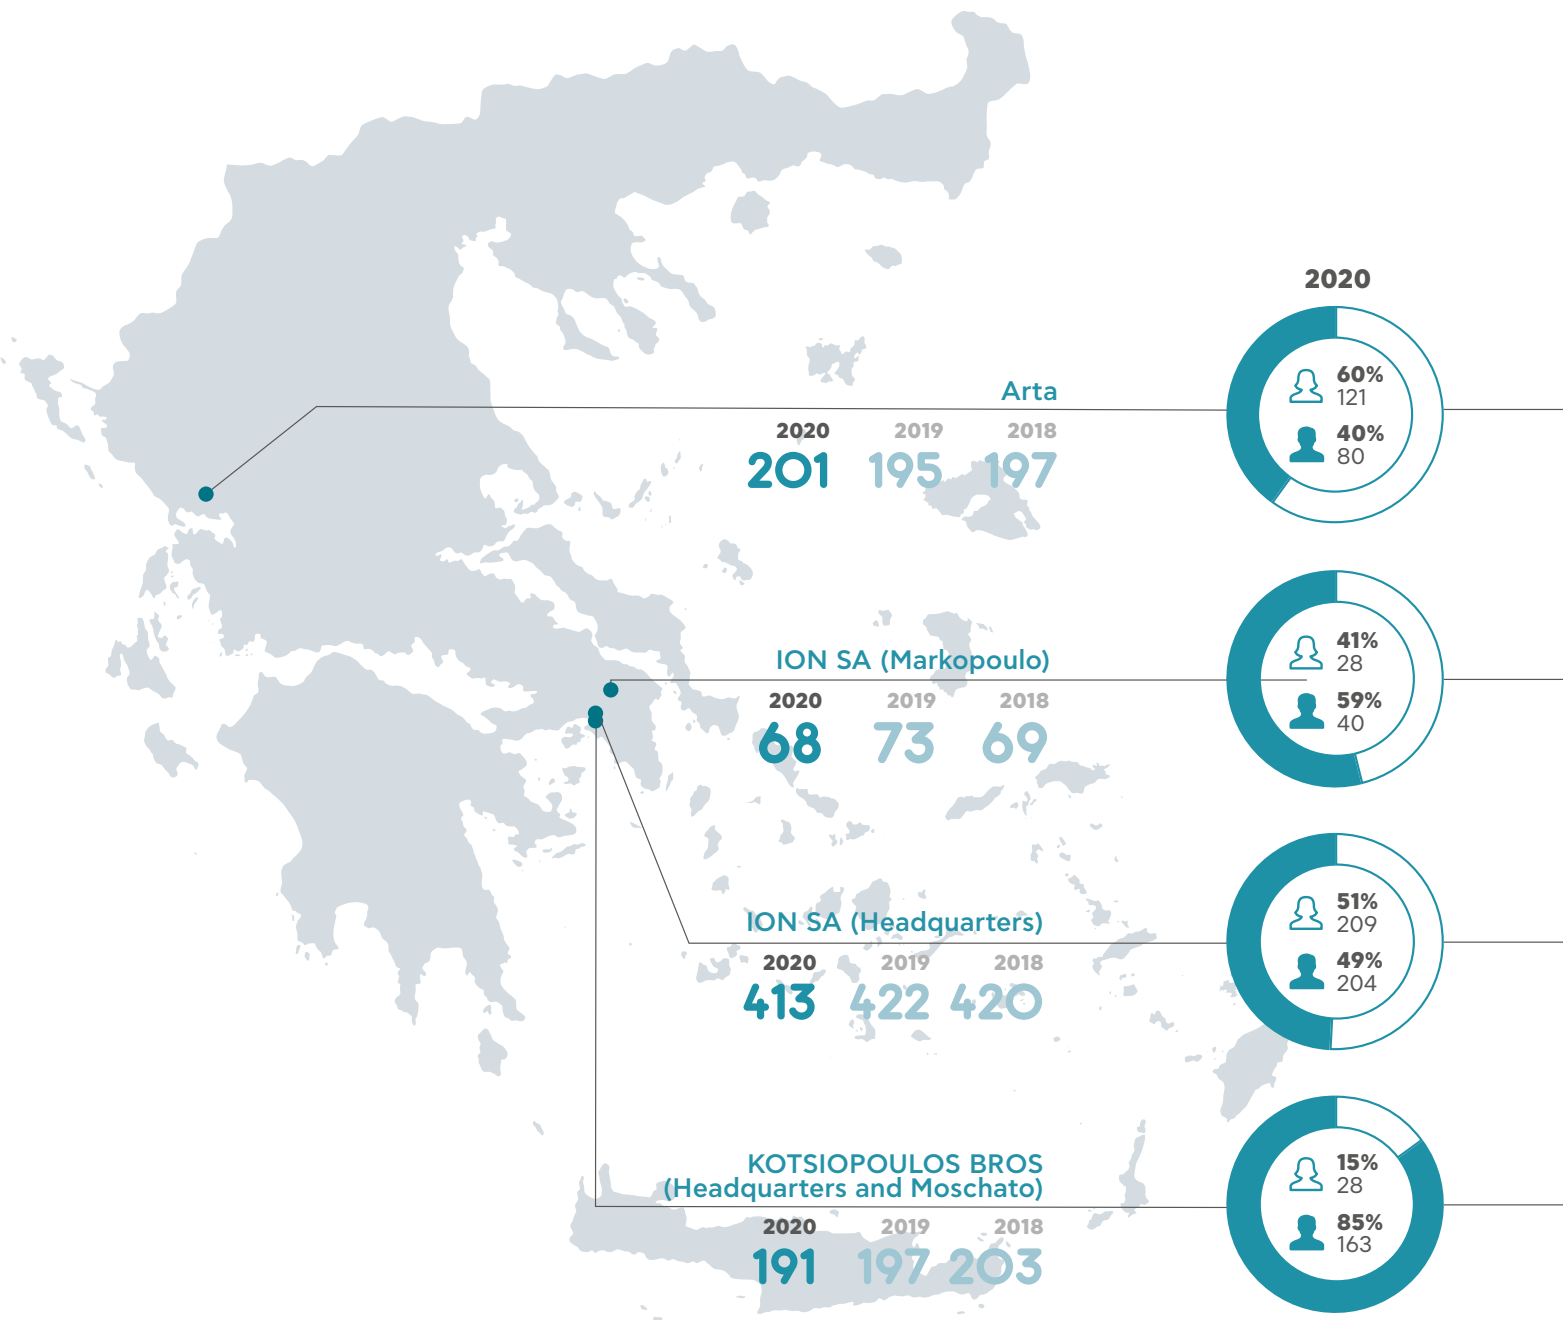 2020
Arta
2020 2019 2018
201 195 197
60%
121
40%
80
ION SA (Markopoulo)
2020 2019 2018
68 73 69
41%
28
59%
40
ION SA (Headquarters)
2020 2019 2018
413 422 420
51%
209
49%
204
KOTSIOPOULOS BROS
(Headquarters and Moschato)
2020 2019 2018
191 197 203
15%
28
85%
163